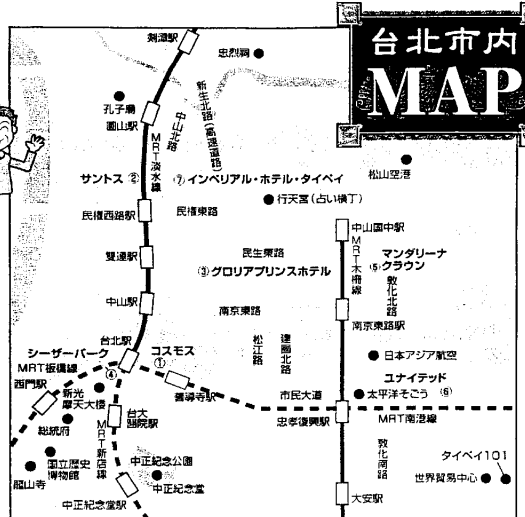 台北市内
MAP
剣潭駅
忠烈祠
孔子廟
圓山駅
中山北路
新生北路(高速道路)
MRT淡水線
松山空港
サントス ②
⑦ インペリアル・ホテル・タイペイ
行天宮(占い横丁)
民権西路駅
民権東路
中山国中駅
雙連駅
民生東路
MRT木柵線
マンダリーナ
⑤クラウン
③ グロリアプリンスホテル
敦化北路
中山駅
南京東路
南京東路駅
台北駅
松江路
建國北路
シーザーパーク
④
コスモス
①
日本アジア航空
MRT板橋線
西門駅
新光
摩天大樓
善導寺駅
市民大道
ユナイテッド
太平洋そごう ⑥
総統府
台大
醫院駅
忠孝復興駅
MRT南港線
MRT新店線
国立歴史
博物館
中正紀念公園
敦化南路
タイペイ101
龍山寺
中正紀念堂
世界貿易中心
中正紀念堂駅
大安駅